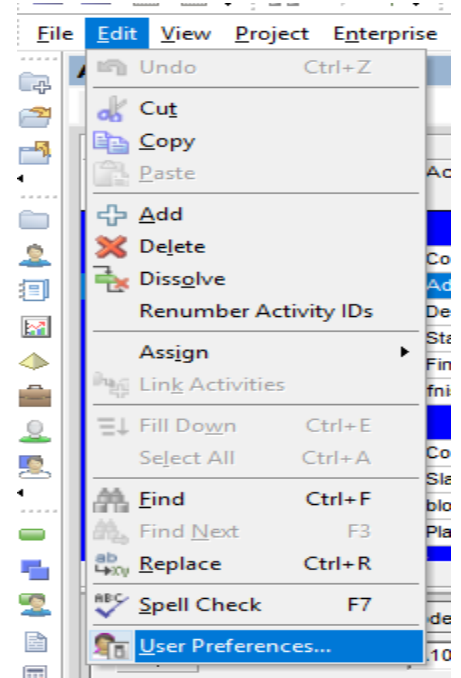 File Edit View Project Enterprise
Undo Ctrl+Z
Cut
Copy
Paste
Add
Delete
Dissolve
Renumber Activity IDs
Assign
Link Activities
Fill Down Ctrl+E
Select All Ctrl+A
Find Ctrl+F
Find Next F3
Replace Ctrl+R
Spell Check F7
User Preferences...